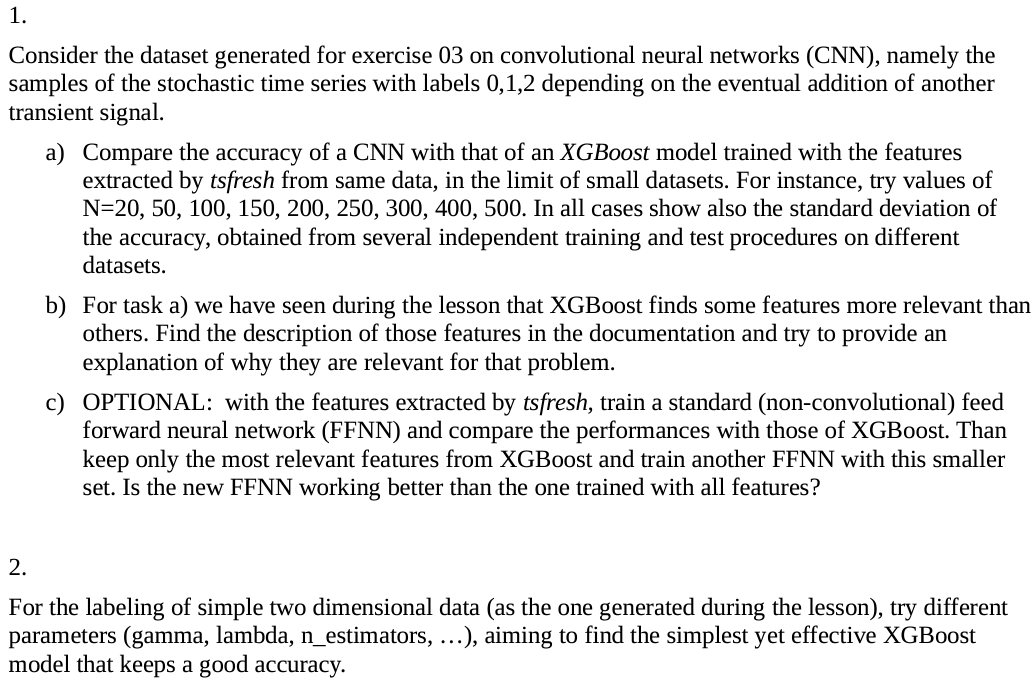 1.
Consider the dataset generated for exercise 03 on convolutional neural networks (CNN), namely the
samples of the stochastic time series with labels 0,1,2 depending on the eventual addition of another
transient signal.
a) Compare the accuracy of a CNN with that of an XGBoost model trained with the features
extracted by tsfresh from same data, in the limit of small datasets. For instance, try values of
N=20, 50, 100, 150, 200, 250, 300, 400, 500. In all cases show also the standard deviation of
the accuracy, obtained from several independent training and test procedures on different
datasets.
b) For task a) we have seen during the lesson that XGBoost finds some features more relevant than
others. Find the description of those features in the documentation and try to provide an
explanation of why they are relevant for that problem.
c) OPTIONAL:  with the features extracted by tsfresh, train a standard (non-convolutional) feed
forward neural network (FFNN) and compare the performances with those of XGBoost. Than
keep only the most relevant features from XGBoost and train another FFNN with this smaller
set. Is the new FFNN working better than the one trained with all features?
2.
For the labeling of simple two dimensional data (as the one generated during the lesson), try different
parameters (gamma, lambda, n_estimators, …), aiming to find the simplest yet effective XGBoost
model that keeps a good accuracy.